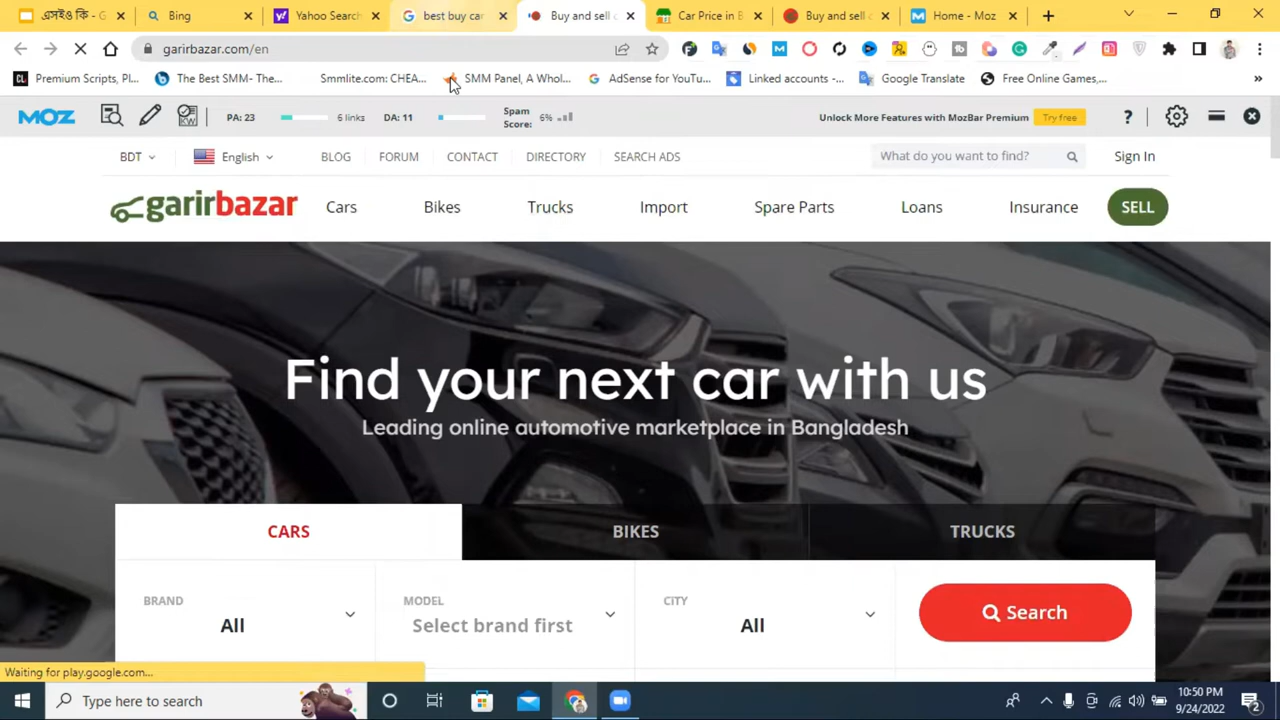 এসইও কি - G
Bing
Yahoo Search
best buy car
Buy and sell c
Car Price in B
Buy and sell c
Home - Moz
garirbazar.com/en
Premium Scripts, Pl...
The Best SMM- The...
Smmlite.com: CHEA...
SMM Panel, A Whol...
AdSense for YouTu...
Linked accounts -...
Google Translate
Free Online Games,...
»
MOZ
PA: 23
6 links
DA: 11
Spam Score: 6%
Unlock More Features with MozBar Premium
Try free
?
BDT
English
BLOG
FORUM
CONTACT
DIRECTORY
SEARCH ADS
What do you want to find?
Sign In
garirbazar
Cars
Bikes
Trucks
Import
Spare Parts
Loans
Insurance
SELL
Find your next car with us
Leading online automotive marketplace in Bangladesh
CARS
BIKES
TRUCKS
BRAND
All
MODEL
Select brand first
CITY
All
Search
Waiting for play.google.com...
Type here to search
10:50 PM
9/24/2022
2